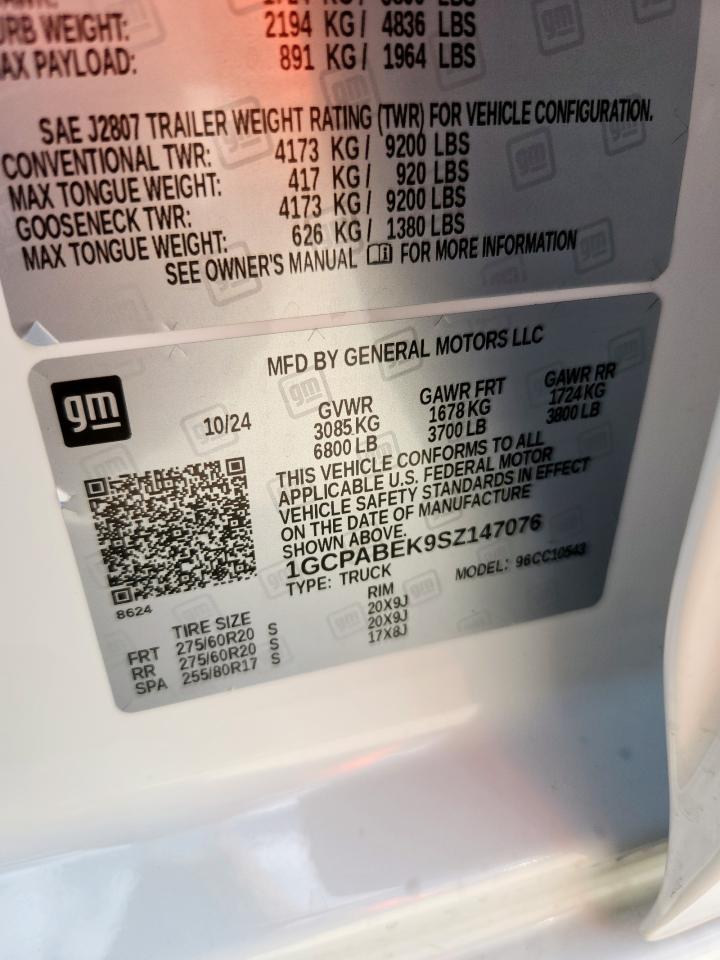 2194 KG / 4836 LBS
WEIGHT:
891 KG / 1964 LBS
PAYLOAD:
SAE J2807 TRAILER WEIGHT RATING (TWR) FOR VEHICLE CONFIGURATION.
CONVENTIONAL TWR: 4173 KG / 9200 LBS
MAX TONGUE WEIGHT: 417 KG / 920 LBS
GOOSENECK TWR: 4173 KG / 9200 LBS
MAX TONGUE WEIGHT: 626 KG / 1380 LBS
SEE OWNER'S MANUAL FOR MORE INFORMATION
MFD BY GENERAL MOTORS LLC
gm
10/24
GVWR GAWR FRT GAWR RR
3085 KG 1678 KG 1724 KG
6800 LB 3700 LB 3800 LB
THIS VEHICLE CONFORMS TO ALL
APPLICABLE U.S. FEDERAL MOTOR
VEHICLE SAFETY STANDARDS IN EFFECT
ON THE DATE OF MANUFACTURE
SHOWN ABOVE.
1GCPABEK9SZ147076
TYPE: TRUCK MODEL: 96CC10543
8624
TIRE SIZE RIM
FRT 275/60R20 S 20X9J
RR 275/60R20 S 20X9J
SPA 255/80R17 S 17X8J